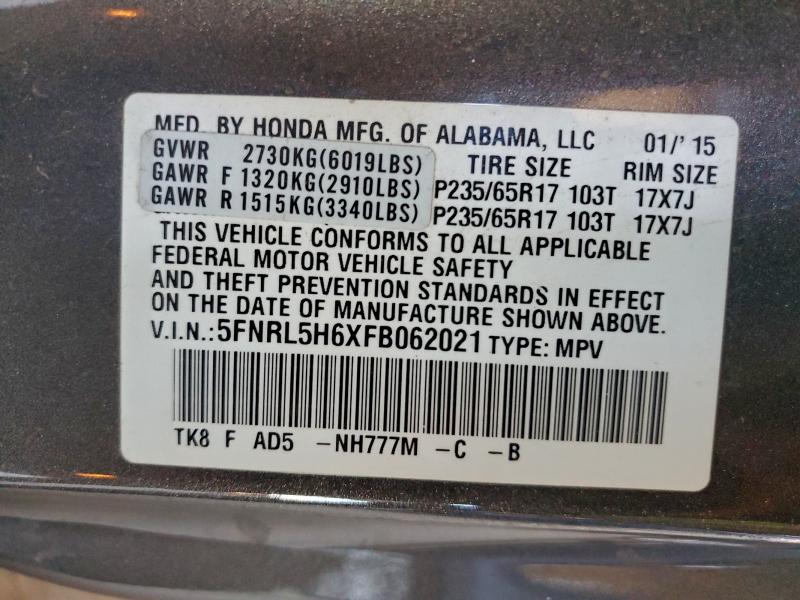 MFD. BY HONDA MFG. OF ALABAMA, LLC 01/'15
GVWR 2730KG(6019LBS) TIRE SIZE RIM SIZE
GAWR F 1320KG(2910LBS) P235/65R17 103T 17X7J
GAWR R 1515KG(3340LBS) P235/65R17 103T 17X7J
THIS VEHICLE CONFORMS TO ALL APPLICABLE
FEDERAL MOTOR VEHICLE SAFETY
AND THEFT PREVENTION STANDARDS IN EFFECT
ON THE DATE OF MANUFACTURE SHOWN ABOVE.
V.I.N.:5FNRL5H6XFB062021 TYPE: MPV
TK8 F AD5 -NH777M -C -B